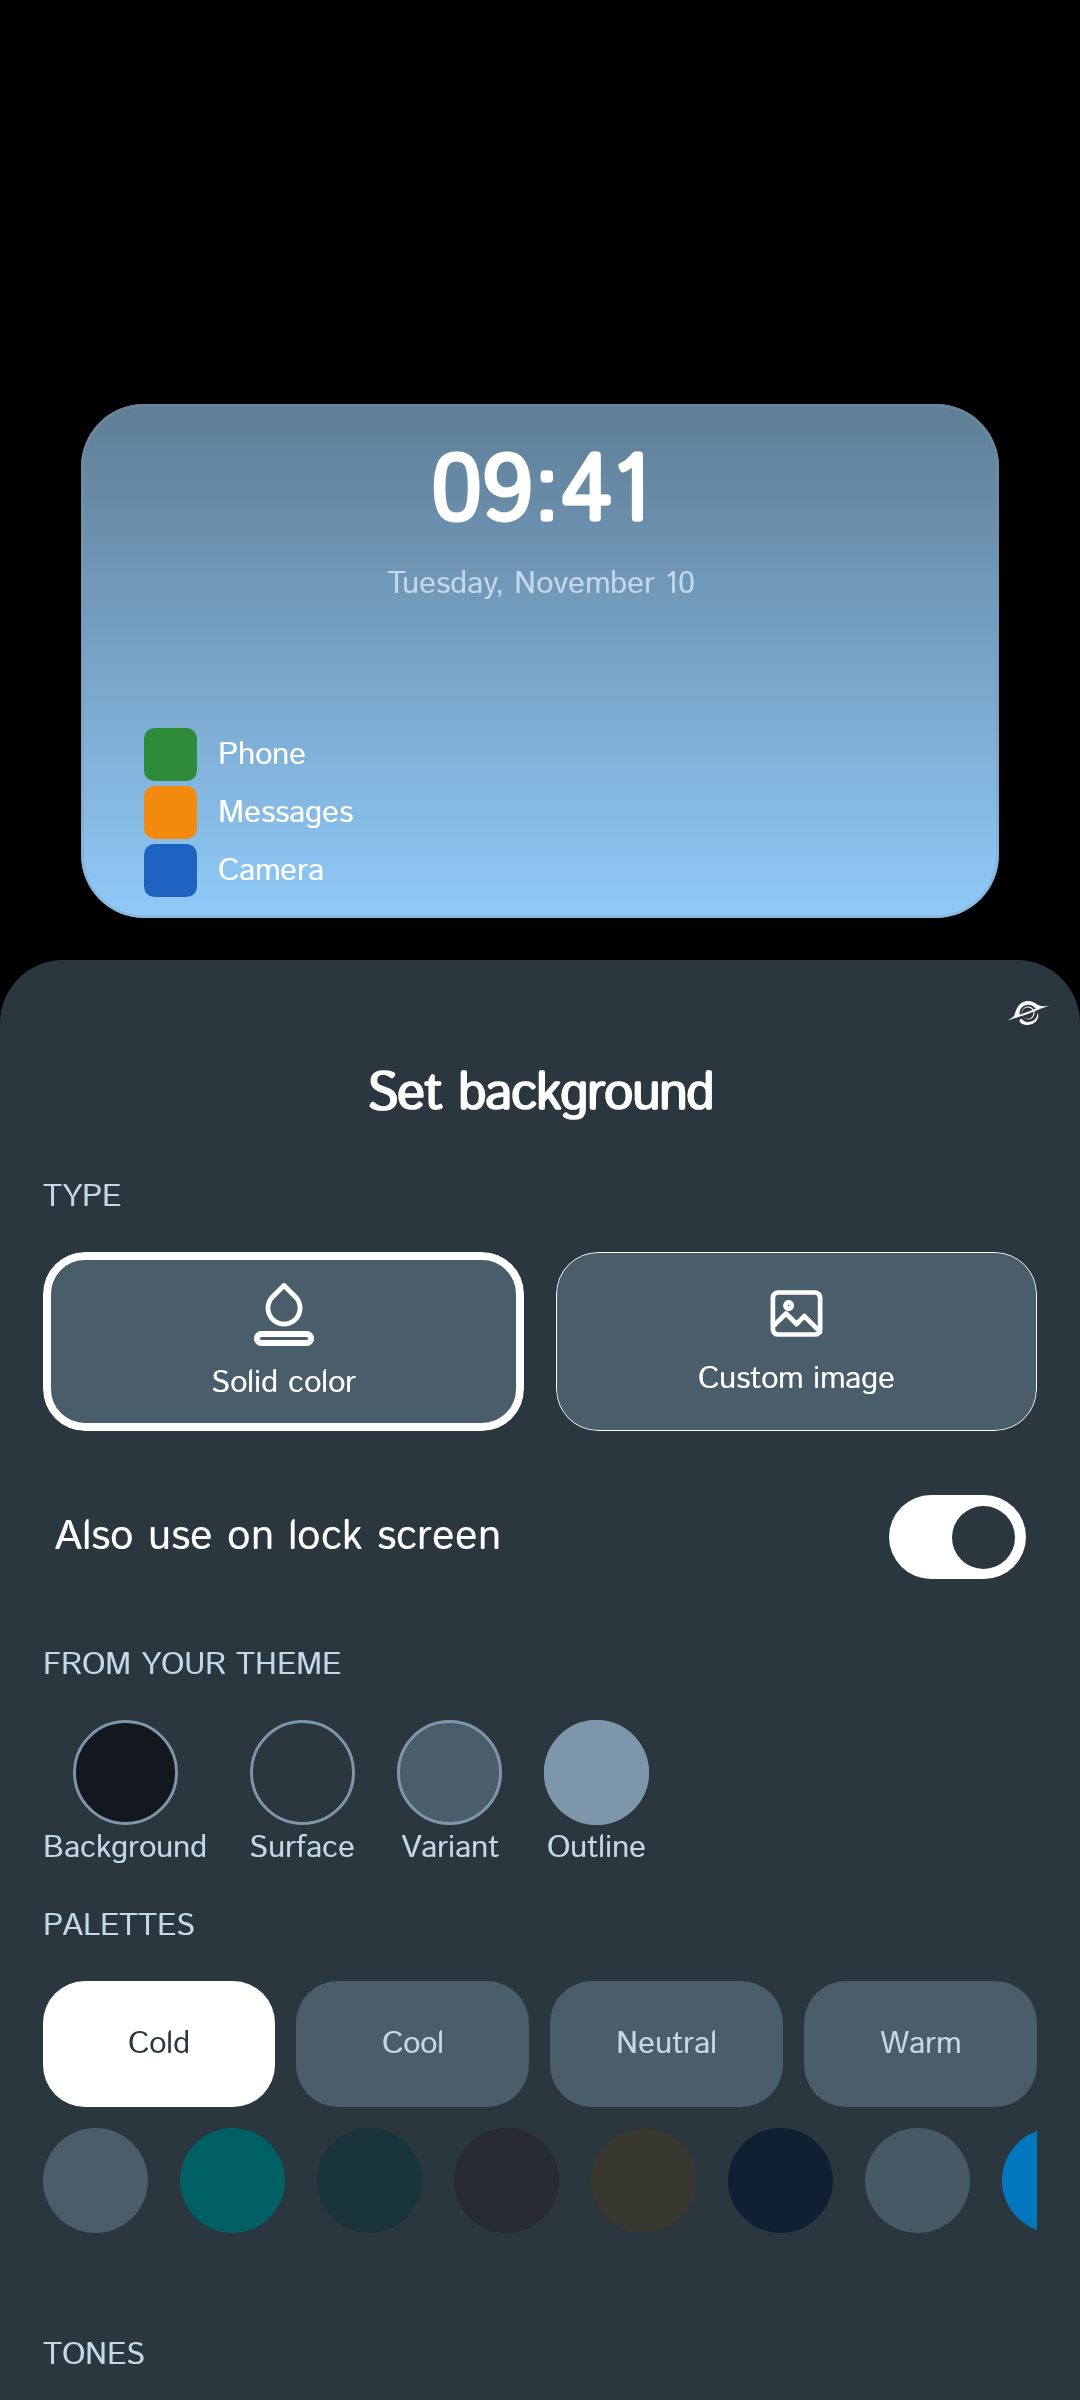 09:41
Tuesday, November 10
Phone
Messages
Camera
Set background
TYPE
Solid color
Custom image
Also use on lock screen
FROM YOUR THEME
Background
Surface
Variant
Outline
PALETTES
Cold
Cool
Neutral
Warm
TONES